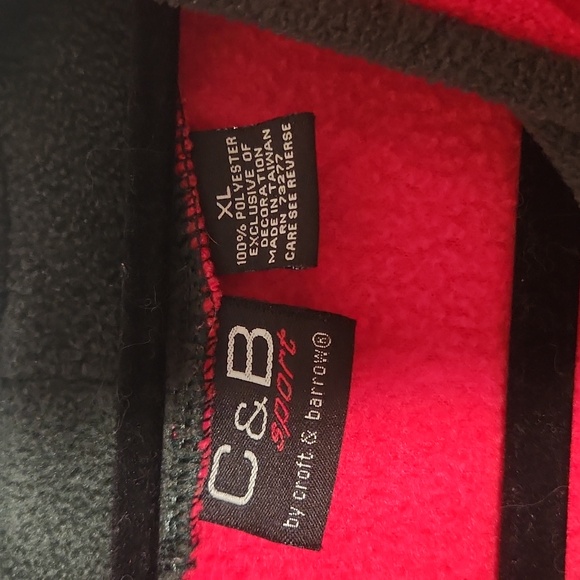 XL
100% POLYESTER
EXCLUSIVE OF
DECORATION
MADE IN TAIWAN
RN 73277
CARE SEE REVERSE
C&B
sport
by croft & barrow®